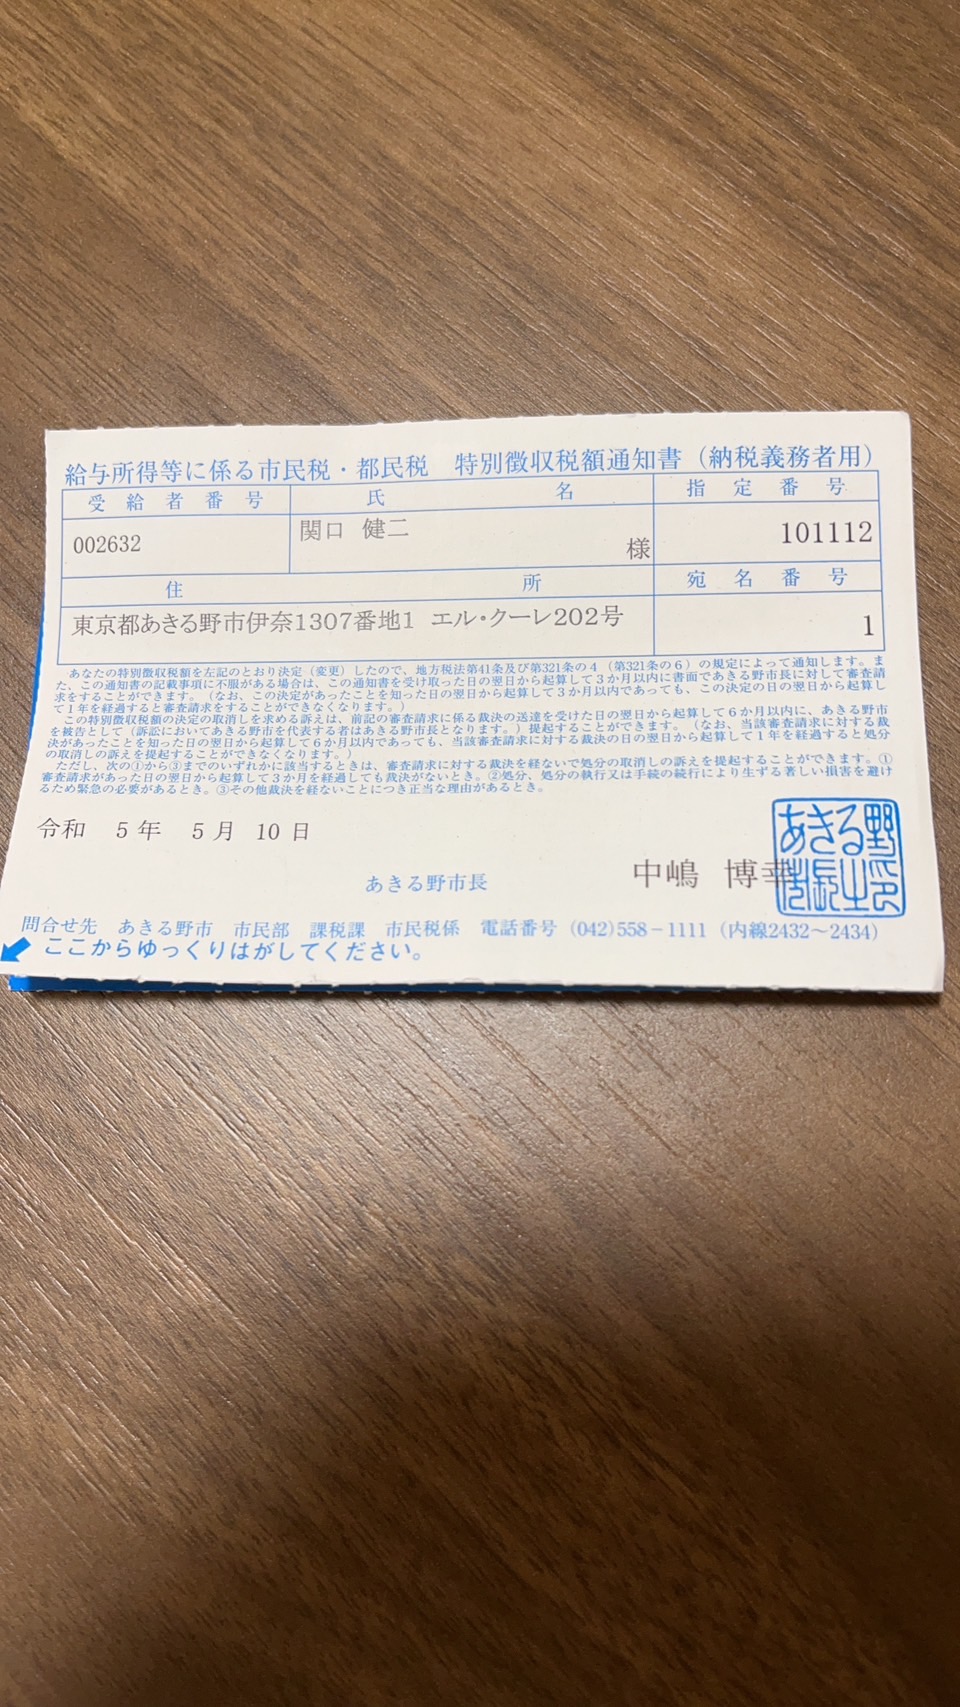 給与所得等に係る市民税・都民税　特別徴収税額通知書（納税義務者用）
受給者番号　氏名　指定番号
002632　関口　健二　様　101112
住所　宛名番号
東京都あきる野市伊奈1307番地1　エル・クーレ202号　1
あなたの特別徴収税額を左記のとおり決定（変更）したので、地方税法第41条及び第321条の4（第321条の6）の規定によって通知します。ま
た、この通知書の記載事項に不服がある場合は、この通知書を受け取った日の翌日から起算して3か月以内に書面であきる野市長に対して審査請
求をすることができます。（なお、この決定があったことを知った日の翌日から起算して3か月以内であっても、この決定の日の翌日から起算し
て1年を経過すると審査請求をすることができなくなります。）
この特別徴収税額の決定の取消しを求める訴えは、前記の審査請求に係る裁決の送達を受けた日の翌日から起算して6か月以内に、あきる野市
を被告として（訴訟においてあきる野市を代表する者はあきる野市長となります。）提起することができます。（なお、当該審査請求に対する裁
決があったことを知った日の翌日から起算して6か月以内であっても、当該審査請求に対する裁決の日の翌日から起算して1年を経過すると処分
の取消しの訴えを提起することができなくなります。）
ただし、次の①から③までのいずれかに該当するときは、審査請求に対する裁決を経ないで処分の取消しの訴えを提起することができます。①
審査請求があった日の翌日から起算して3か月を経過しても裁決がないとき。②処分、処分の執行又は手続の続行により生ずる著しい損害を避け
るため緊急の必要があるとき。③その他裁決を経ないことにつき正当な理由があるとき。
令和　5年　5月　10日
あきる野市長　中嶋　博幸
あきる野市長之印
問合せ先　あきる野市　市民部　課税課　市民税係　電話番号（042）558－1111（内線2432～2434）
ここからゆっくりはがしてください。